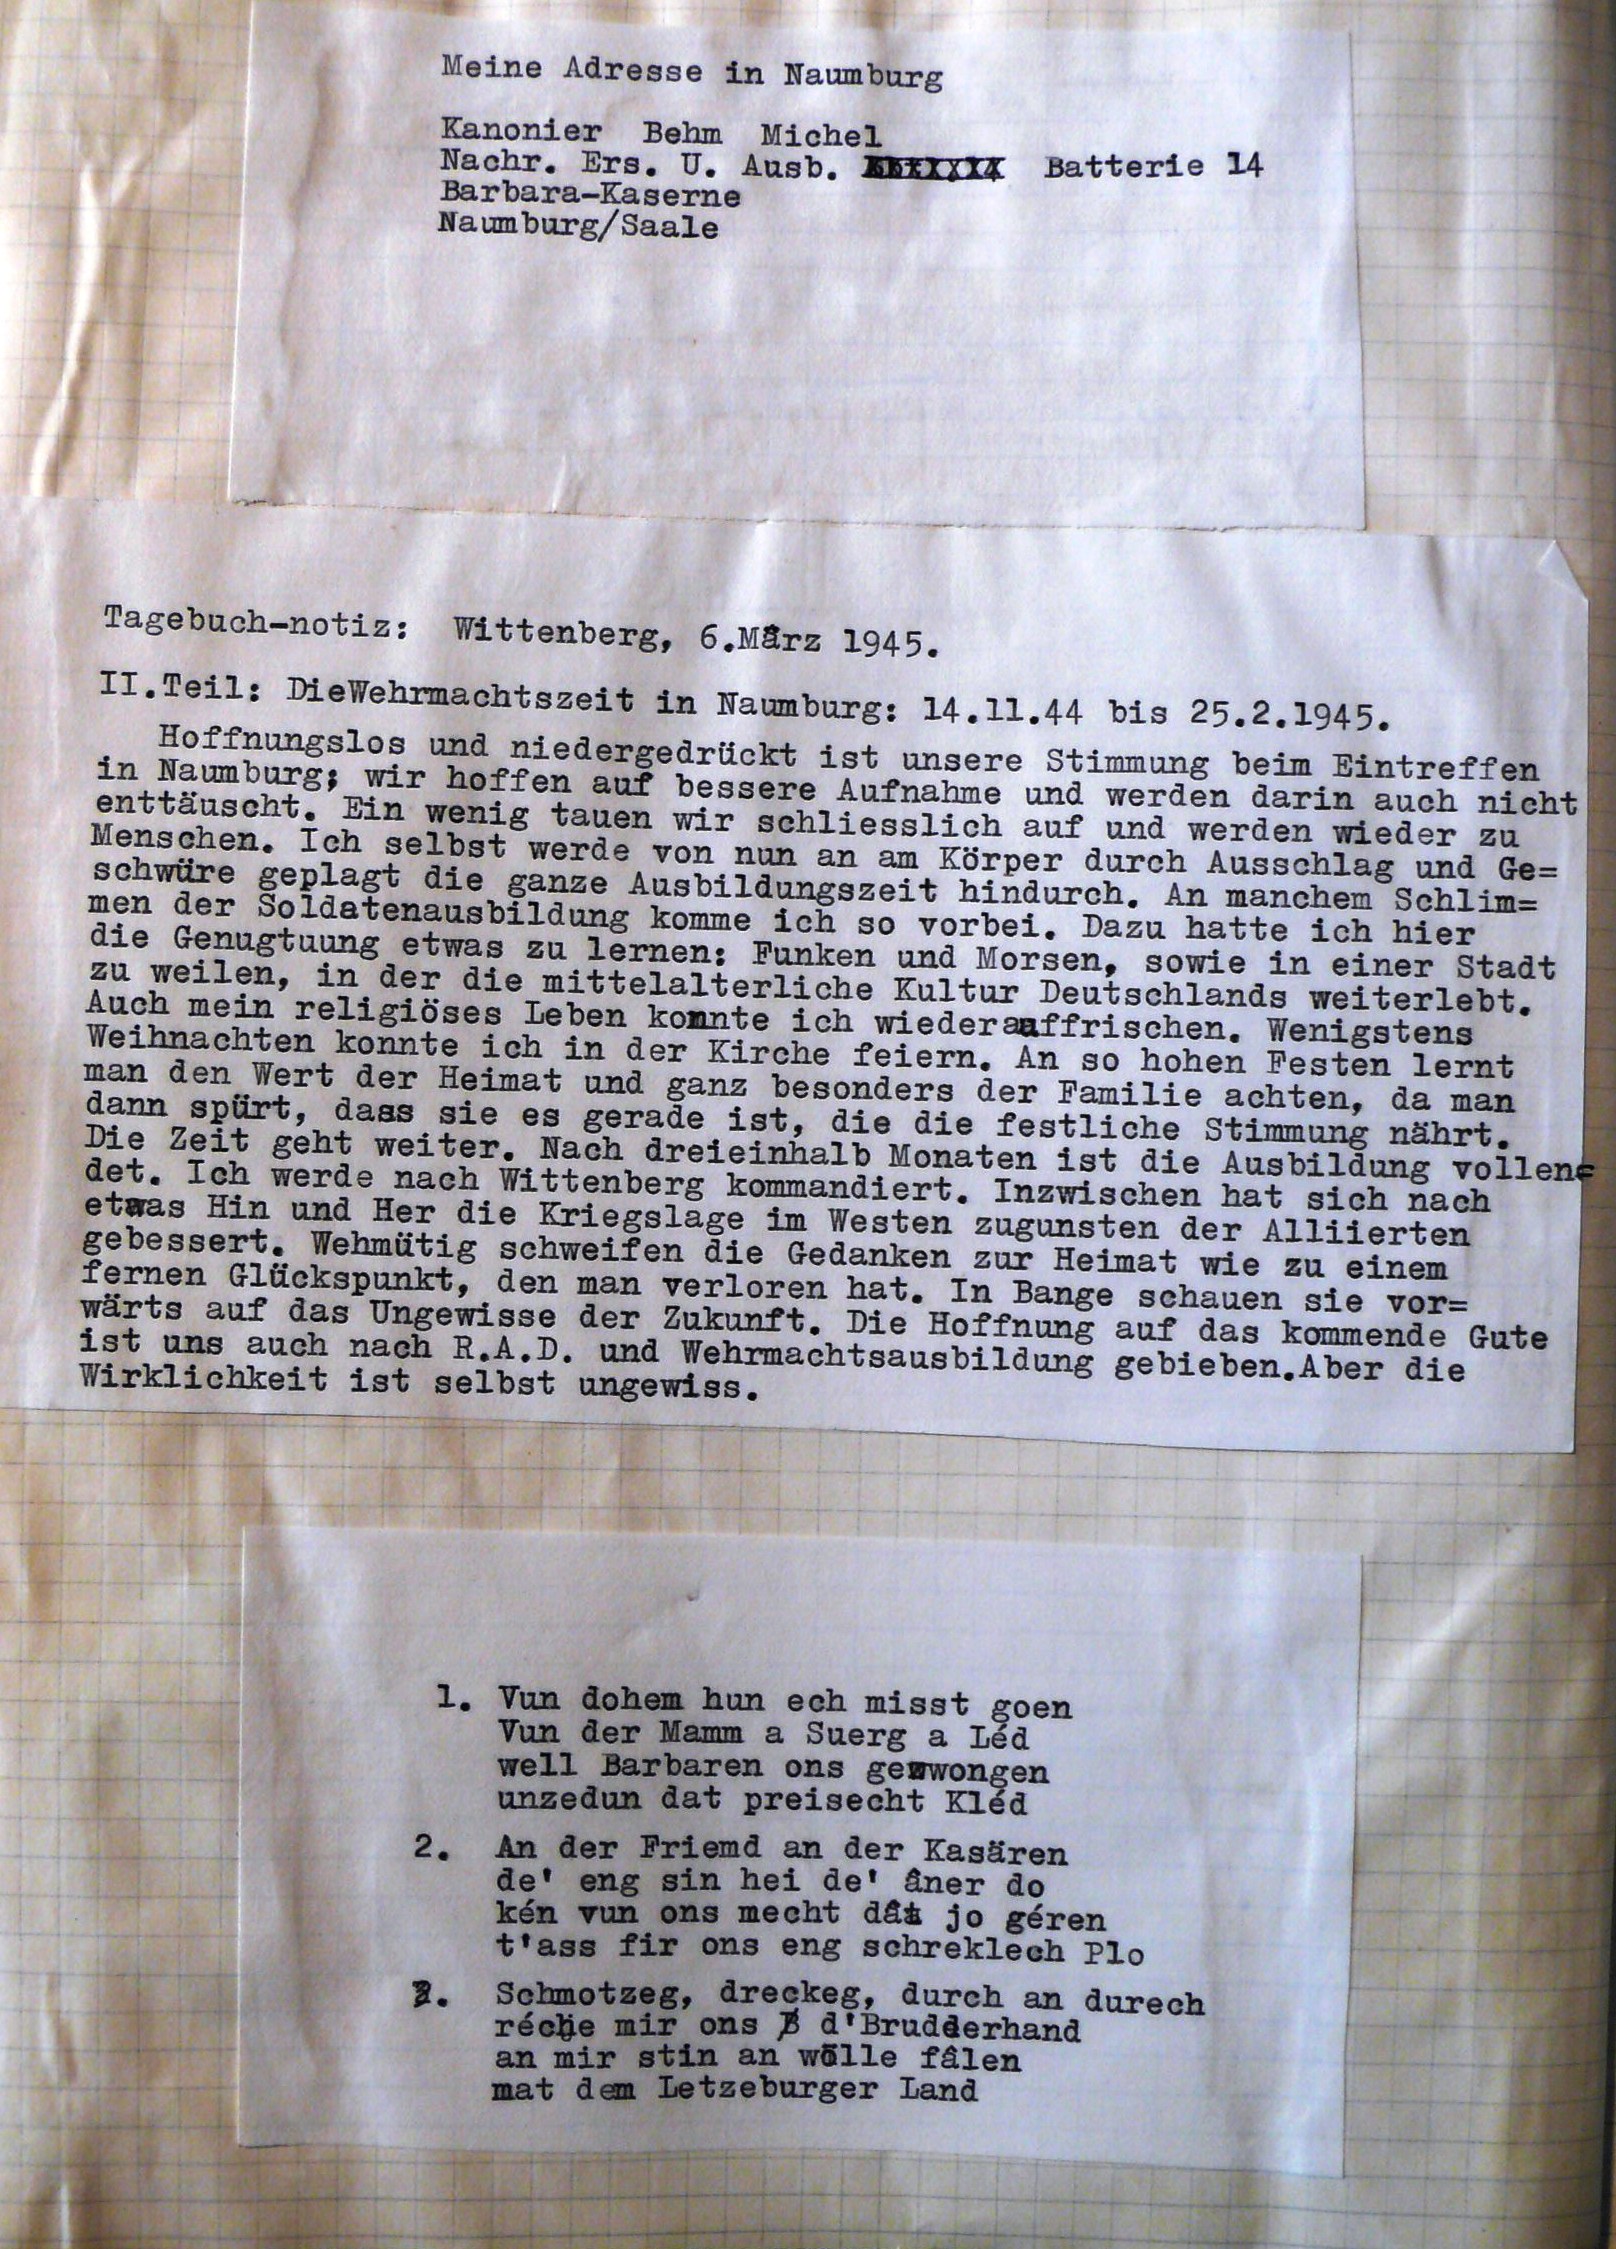 Meine Adresse in Naumburg
Kanonier Behm Michel
Nachr. Ers. U. Ausb. Batterie 14
Barbara-Kaserne
Naumburg/Saale
Tagebuch-notiz: Wittenberg, 6.März 1945.
II.Teil: DieWehrmachtszeit in Naumburg: 14.11.44 bis 25.2.1945.
Hoffnungslos und niedergedrückt ist unsere Stimmung beim Eintreffen
in Naumburg; wir hoffen auf bessere Aufnahme und werden darin auch nicht
enttäuscht. Ein wenig tauen wir schliesslich auf und werden wieder zu
Menschen. Ich selbst werde von nun an am Körper durch Ausschlag und Ge=
schwüre geplagt die ganze Ausbildungszeit hindurch. An manchem Schlim=
men der Soldatenausbildung komme ich so vorbei. Dazu hatte ich hier
die Genugtuung etwas zu lernen: Funken und Morsen, sowie in einer Stadt
zu weilen, in der die mittelalterliche Kultur Deutschlands weiterlebt.
Auch mein religiöses Leben konnte ich wiederauffrischen. Wenigstens
Weihnachten konnte ich in der Kirche feiern. An so hohen Festen lernt
man den Wert der Heimat und ganz besonders der Familie achten, da man
dann spürt, dass sie es gerade ist, die die festliche Stimmung nährt.
Die Zeit geht weiter. Nach dreieinhalb Monaten ist die Ausbildung vollen=
det. Ich werde nach Wittenberg kommandiert. Inzwischen hat sich nach
etwas Hin und Her die Kriegslage im Westen zugunsten der Alliierten
gebessert. Wehmütig schweifen die Gedanken zur Heimat wie zu einem
fernen Glückspunkt, den man verloren hat. In Bange schauen sie vor=
wärts auf das Ungewisse der Zukunft. Die Hoffnung auf das kommende Gute
ist uns auch nach R.A.D. und Wehrmachtsausbildung gebieben.Aber die
Wirklichkeit ist selbst ungewiss.
1. Vun dohem hun ech misst goen
Vun der Mamm a Suerg a Léd
well Barbaren ons gezwongen
unzedun dat preisecht Kléd
2. An der Friemd an der Kasären
de' eng sin hei de' âner do
kén vun ons mecht dât jo géren
t'ass fir ons eng schreklech Plo
3. Schmotzeg, dreckeg, durch an durech
réche mir ons d'Brudderhand
an mir stin an wölle fâlen
mat dem Letzeburger Land